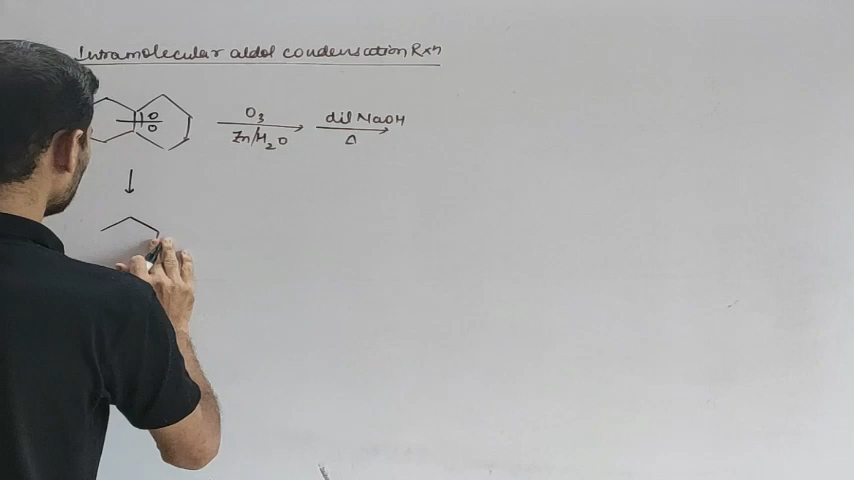 Intramolecular aldol condensation Rxn
O
O
O3
Zn/H2O
dil NaOH
Δ